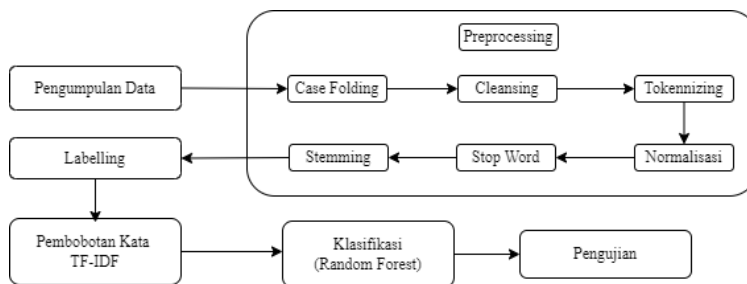 Preprocessing
Pengumpulan Data
Case Folding
Cleansing
Tokennizing
Normalisasi
Stop Word
Stemming
Labelling
Pembobotan Kata
TF-IDF
Klasifikasi
(Random Forest)
Pengujian